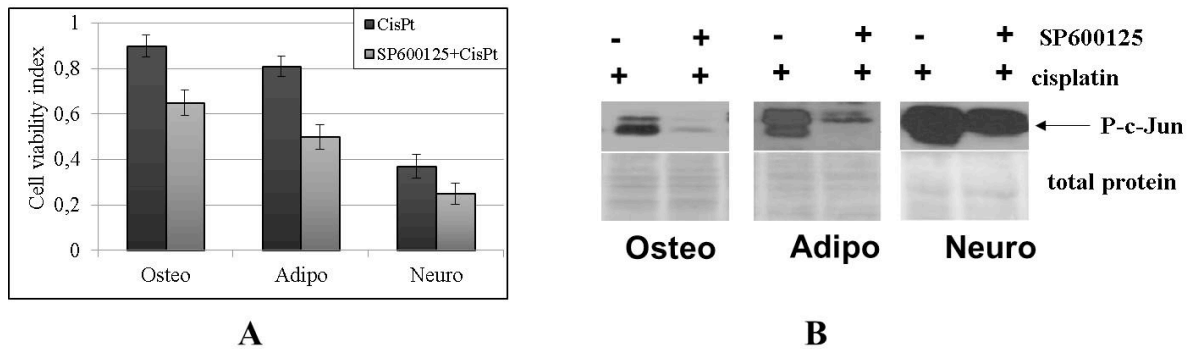 1
0,8
0,6
0,4
0,2
0
Cell viability index
CisPt
SP600125+CisPt
Osteo Adipo Neuro
A
- + - + - + SP600125
+ + + + + + cisplatin
P-c-Jun
total protein
Osteo Adipo Neuro
B